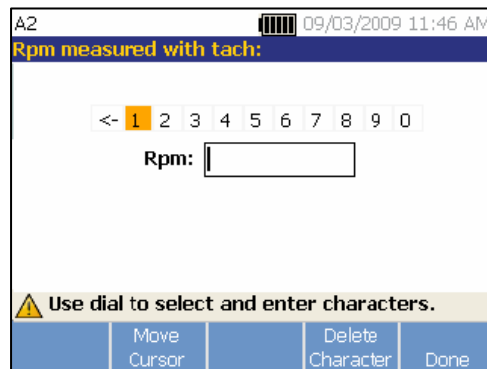 A2 09/03/2009 11:46 AM
Rpm measured with tach:
<- 1 2 3 4 5 6 7 8 9 0
Rpm:
Use dial to select and enter characters.
Move Cursor Delete Character Done